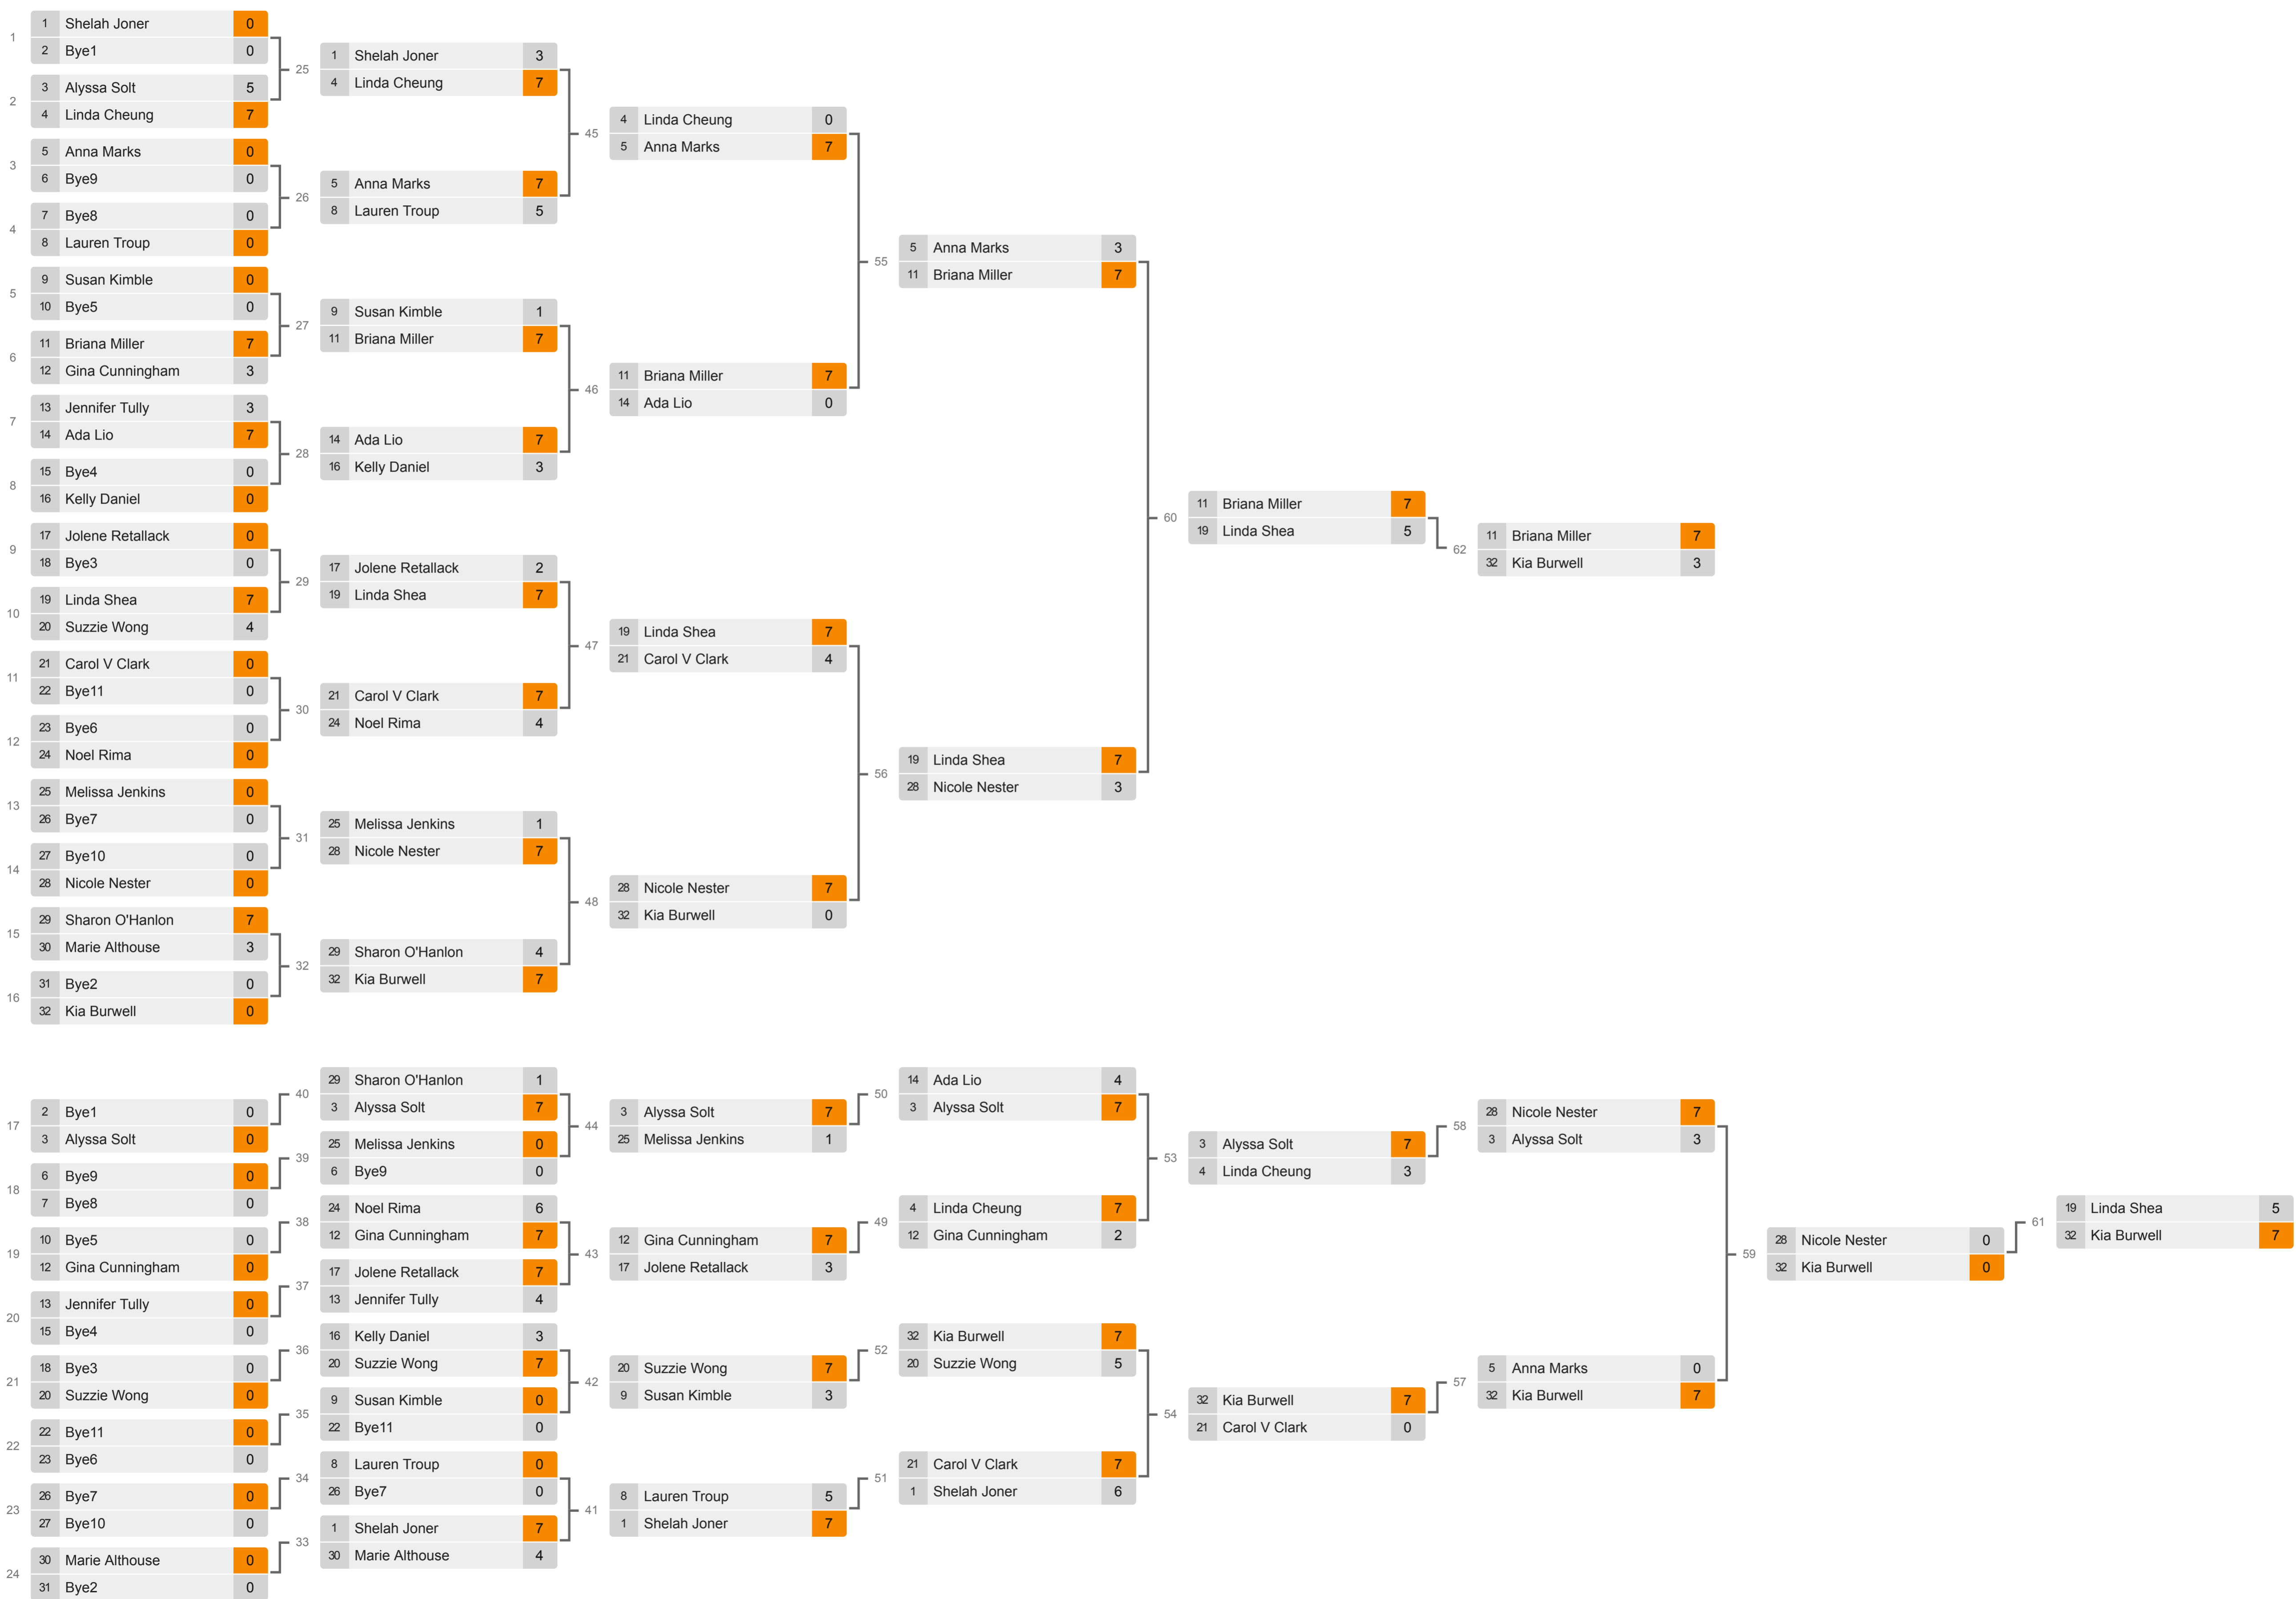 1 Shelah Joner 0
1
2 Bye1 0
3 Alyssa Solt 5
2
4 Linda Cheung 7
5 Anna Marks 0
3
6 Bye9 0
7 Bye8 0
4
8 Lauren Troup 0
9 Susan Kimble 0
5
10 Bye5 0
11 Briana Miller 7
6
12 Gina Cunningham 3
13 Jennifer Tully 3
7
14 Ada Lio 7
15 Bye4 0
8
16 Kelly Daniel 0
17 Jolene Retallack 0
9
18 Bye3 0
19 Linda Shea 7
10
20 Suzzie Wong 4
21 Carol V Clark 0
11
22 Bye11 0
23 Bye6 0
12
24 Noel Rima 0
25 Melissa Jenkins 0
13
26 Bye7 0
27 Bye10 0
14
28 Nicole Nester 0
29 Sharon O'Hanlon 7
15
30 Marie Althouse 3
31 Bye2 0
16
32 Kia Burwell 0
1 Shelah Joner 3
25
4 Linda Cheung 7
5 Anna Marks 7
26
8 Lauren Troup 5
9 Susan Kimble 1
27
11 Briana Miller 7
14 Ada Lio 7
28
16 Kelly Daniel 3
17 Jolene Retallack 2
29
19 Linda Shea 7
21 Carol V Clark 7
30
24 Noel Rima 4
25 Melissa Jenkins 1
31
28 Nicole Nester 7
29 Sharon O'Hanlon 4
32
32 Kia Burwell 7
4 Linda Cheung 0
45
5 Anna Marks 7
11 Briana Miller 7
46
14 Ada Lio 0
19 Linda Shea 7
47
21 Carol V Clark 4
28 Nicole Nester 7
48
32 Kia Burwell 0
5 Anna Marks 3
55
11 Briana Miller 7
19 Linda Shea 7
56
28 Nicole Nester 3
11 Briana Miller 7
60
19 Linda Shea 5
11 Briana Miller 7
62
32 Kia Burwell 3
2 Bye1 0
17
3 Alyssa Solt 0
6 Bye9 0
18
7 Bye8 0
10 Bye5 0
19
12 Gina Cunningham 0
13 Jennifer Tully 0
20
15 Bye4 0
18 Bye3 0
21
20 Suzzie Wong 0
22 Bye11 0
22
23 Bye6 0
26 Bye7 0
23
27 Bye10 0
30 Marie Althouse 0
24
31 Bye2 0
29 Sharon O'Hanlon 1
40
3 Alyssa Solt 7
25 Melissa Jenkins 0
39
6 Bye9 0
24 Noel Rima 6
38
12 Gina Cunningham 7
17 Jolene Retallack 7
37
13 Jennifer Tully 4
16 Kelly Daniel 3
36
20 Suzzie Wong 7
9 Susan Kimble 0
35
22 Bye11 0
8 Lauren Troup 0
34
26 Bye7 0
1 Shelah Joner 7
33
30 Marie Althouse 4
3 Alyssa Solt 7
44
25 Melissa Jenkins 1
12 Gina Cunningham 7
43
17 Jolene Retallack 3
20 Suzzie Wong 7
42
9 Susan Kimble 3
8 Lauren Troup 5
41
1 Shelah Joner 7
14 Ada Lio 4
50
3 Alyssa Solt 7
4 Linda Cheung 7
49
12 Gina Cunningham 2
32 Kia Burwell 7
52
20 Suzzie Wong 5
21 Carol V Clark 7
51
1 Shelah Joner 6
3 Alyssa Solt 7
53
4 Linda Cheung 3
32 Kia Burwell 7
54
21 Carol V Clark 0
28 Nicole Nester 7
58
3 Alyssa Solt 3
5 Anna Marks 0
57
32 Kia Burwell 7
28 Nicole Nester 0
59
32 Kia Burwell 0
19 Linda Shea 5
61
32 Kia Burwell 7